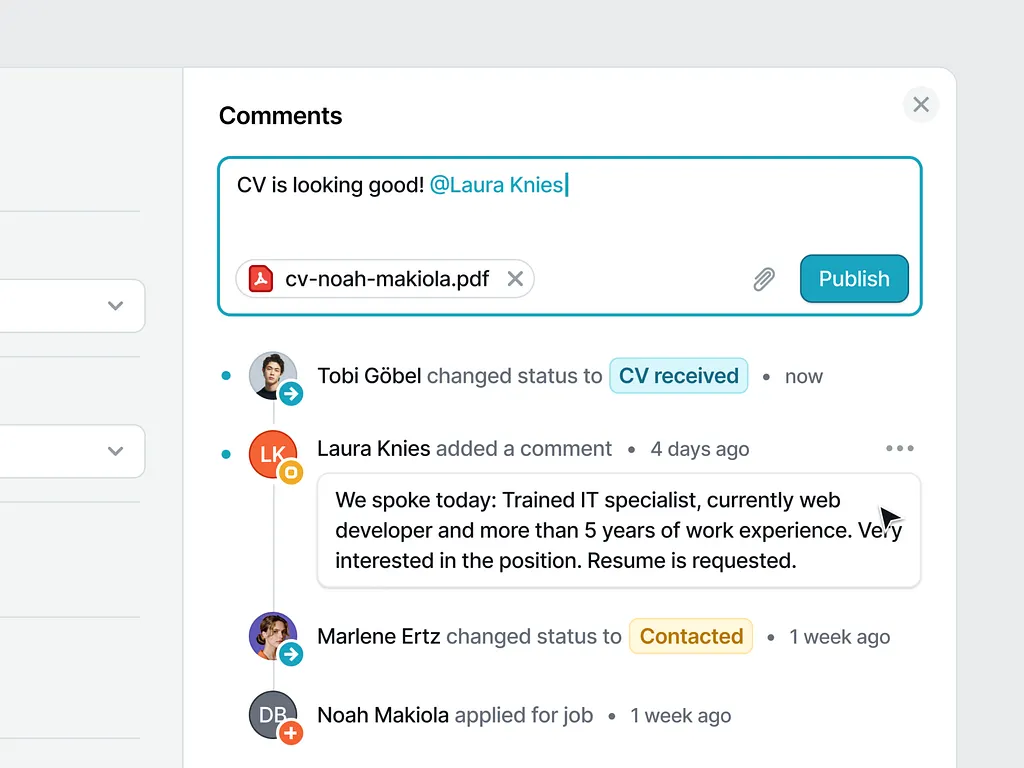 Comments
CV is looking good! @Laura Knies
cv-noah-makiola.pdf
Publish
Tobi Göbel changed status to CV received • now
LK
Laura Knies added a comment • 4 days ago
We spoke today: Trained IT specialist, currently web
developer and more than 5 years of work experience. Very
interested in the position. Resume is requested.
Marlene Ertz changed status to Contacted • 1 week ago
DB
Noah Makiola applied for job • 1 week ago